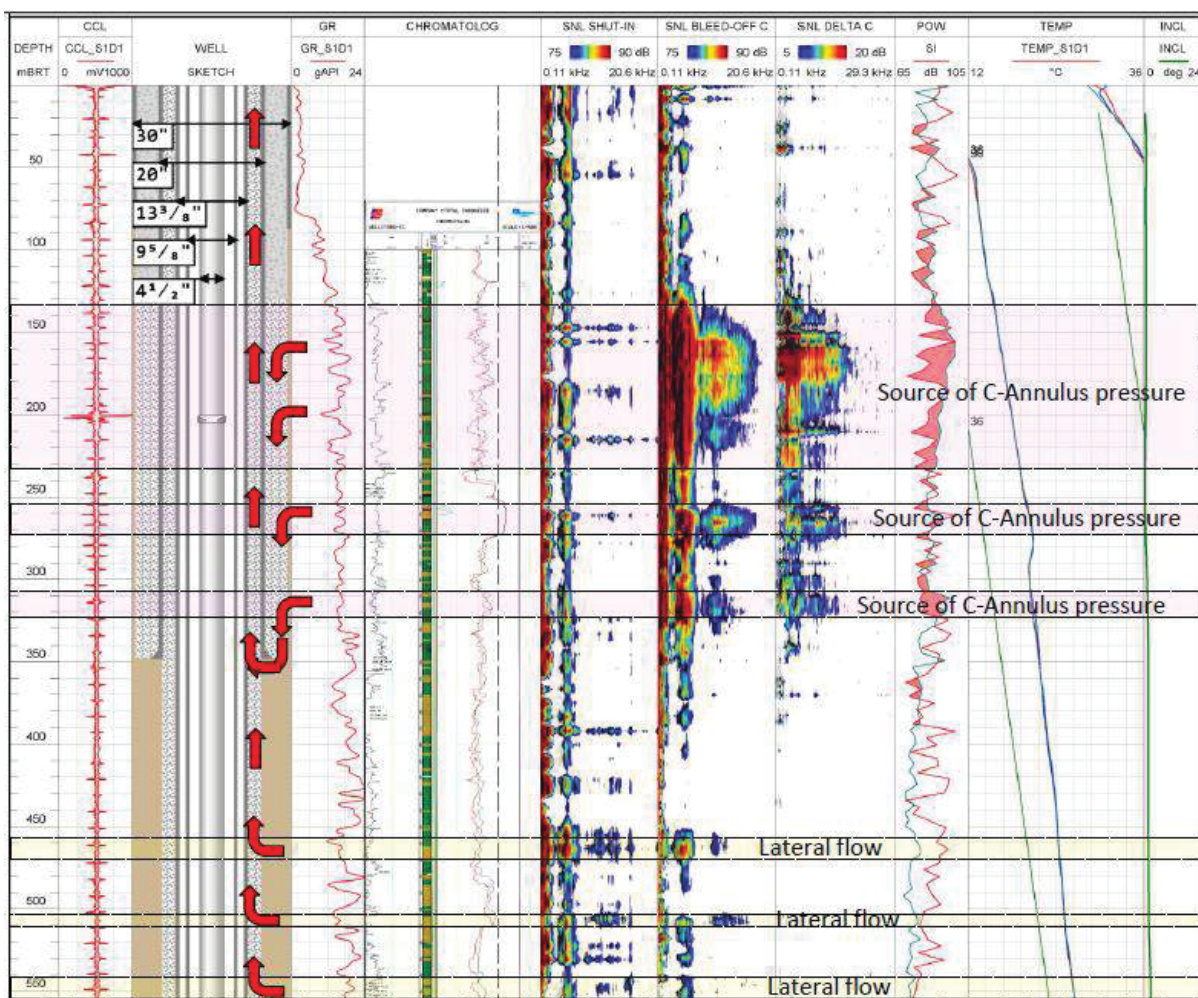 CCL GR CHROMATOLOG SNL SHUT-IN SNL BLEED-OFF C SNL DELTA C POW TEMP INCL
DEPTH CCL_S1D1 WELL GR_S1D1 75 90 dB 75 90 dB 5 20 dB SI TEMP_S1D1 INCL
mBRT 0 mV1000 SKETCH 0 gAPI 24 0.11 kHz 20.6 kHz 0.11 kHz 20.6 kHz 0.11 kHz 29.3 kHz 65 dB 105 12 °C 36 0 deg 24
30"
50
20"
36
13³/₈"
100
9⁵/₈"
4¹/₂"
150
Source of C-Annulus pressure
200
36
250
Source of C-Annulus pressure
300
Source of C-Annulus pressure
350
400
450
Lateral flow
500
Lateral flow
550
Lateral flow